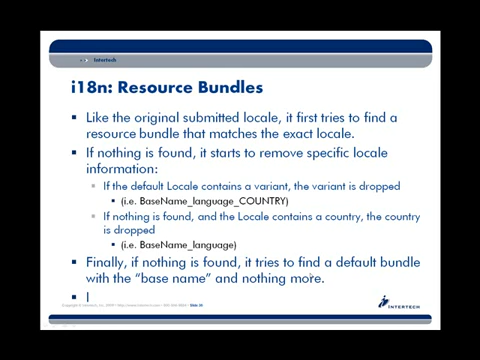 Intertech
i18n: Resource Bundles
Like the original submitted locale, it first tries to find a
resource bundle that matches the exact locale.
If nothing is found, it starts to remove specific locale
information:
If the default Locale contains a variant, the variant is dropped
(i.e. BaseName_language_COUNTRY)
If nothing is found, and the Locale contains a country, the country
is dropped
(i.e. BaseName_language)
Finally, if nothing is found, it tries to find a default bundle
with the "base name" and nothing more.
I
INTERTECH